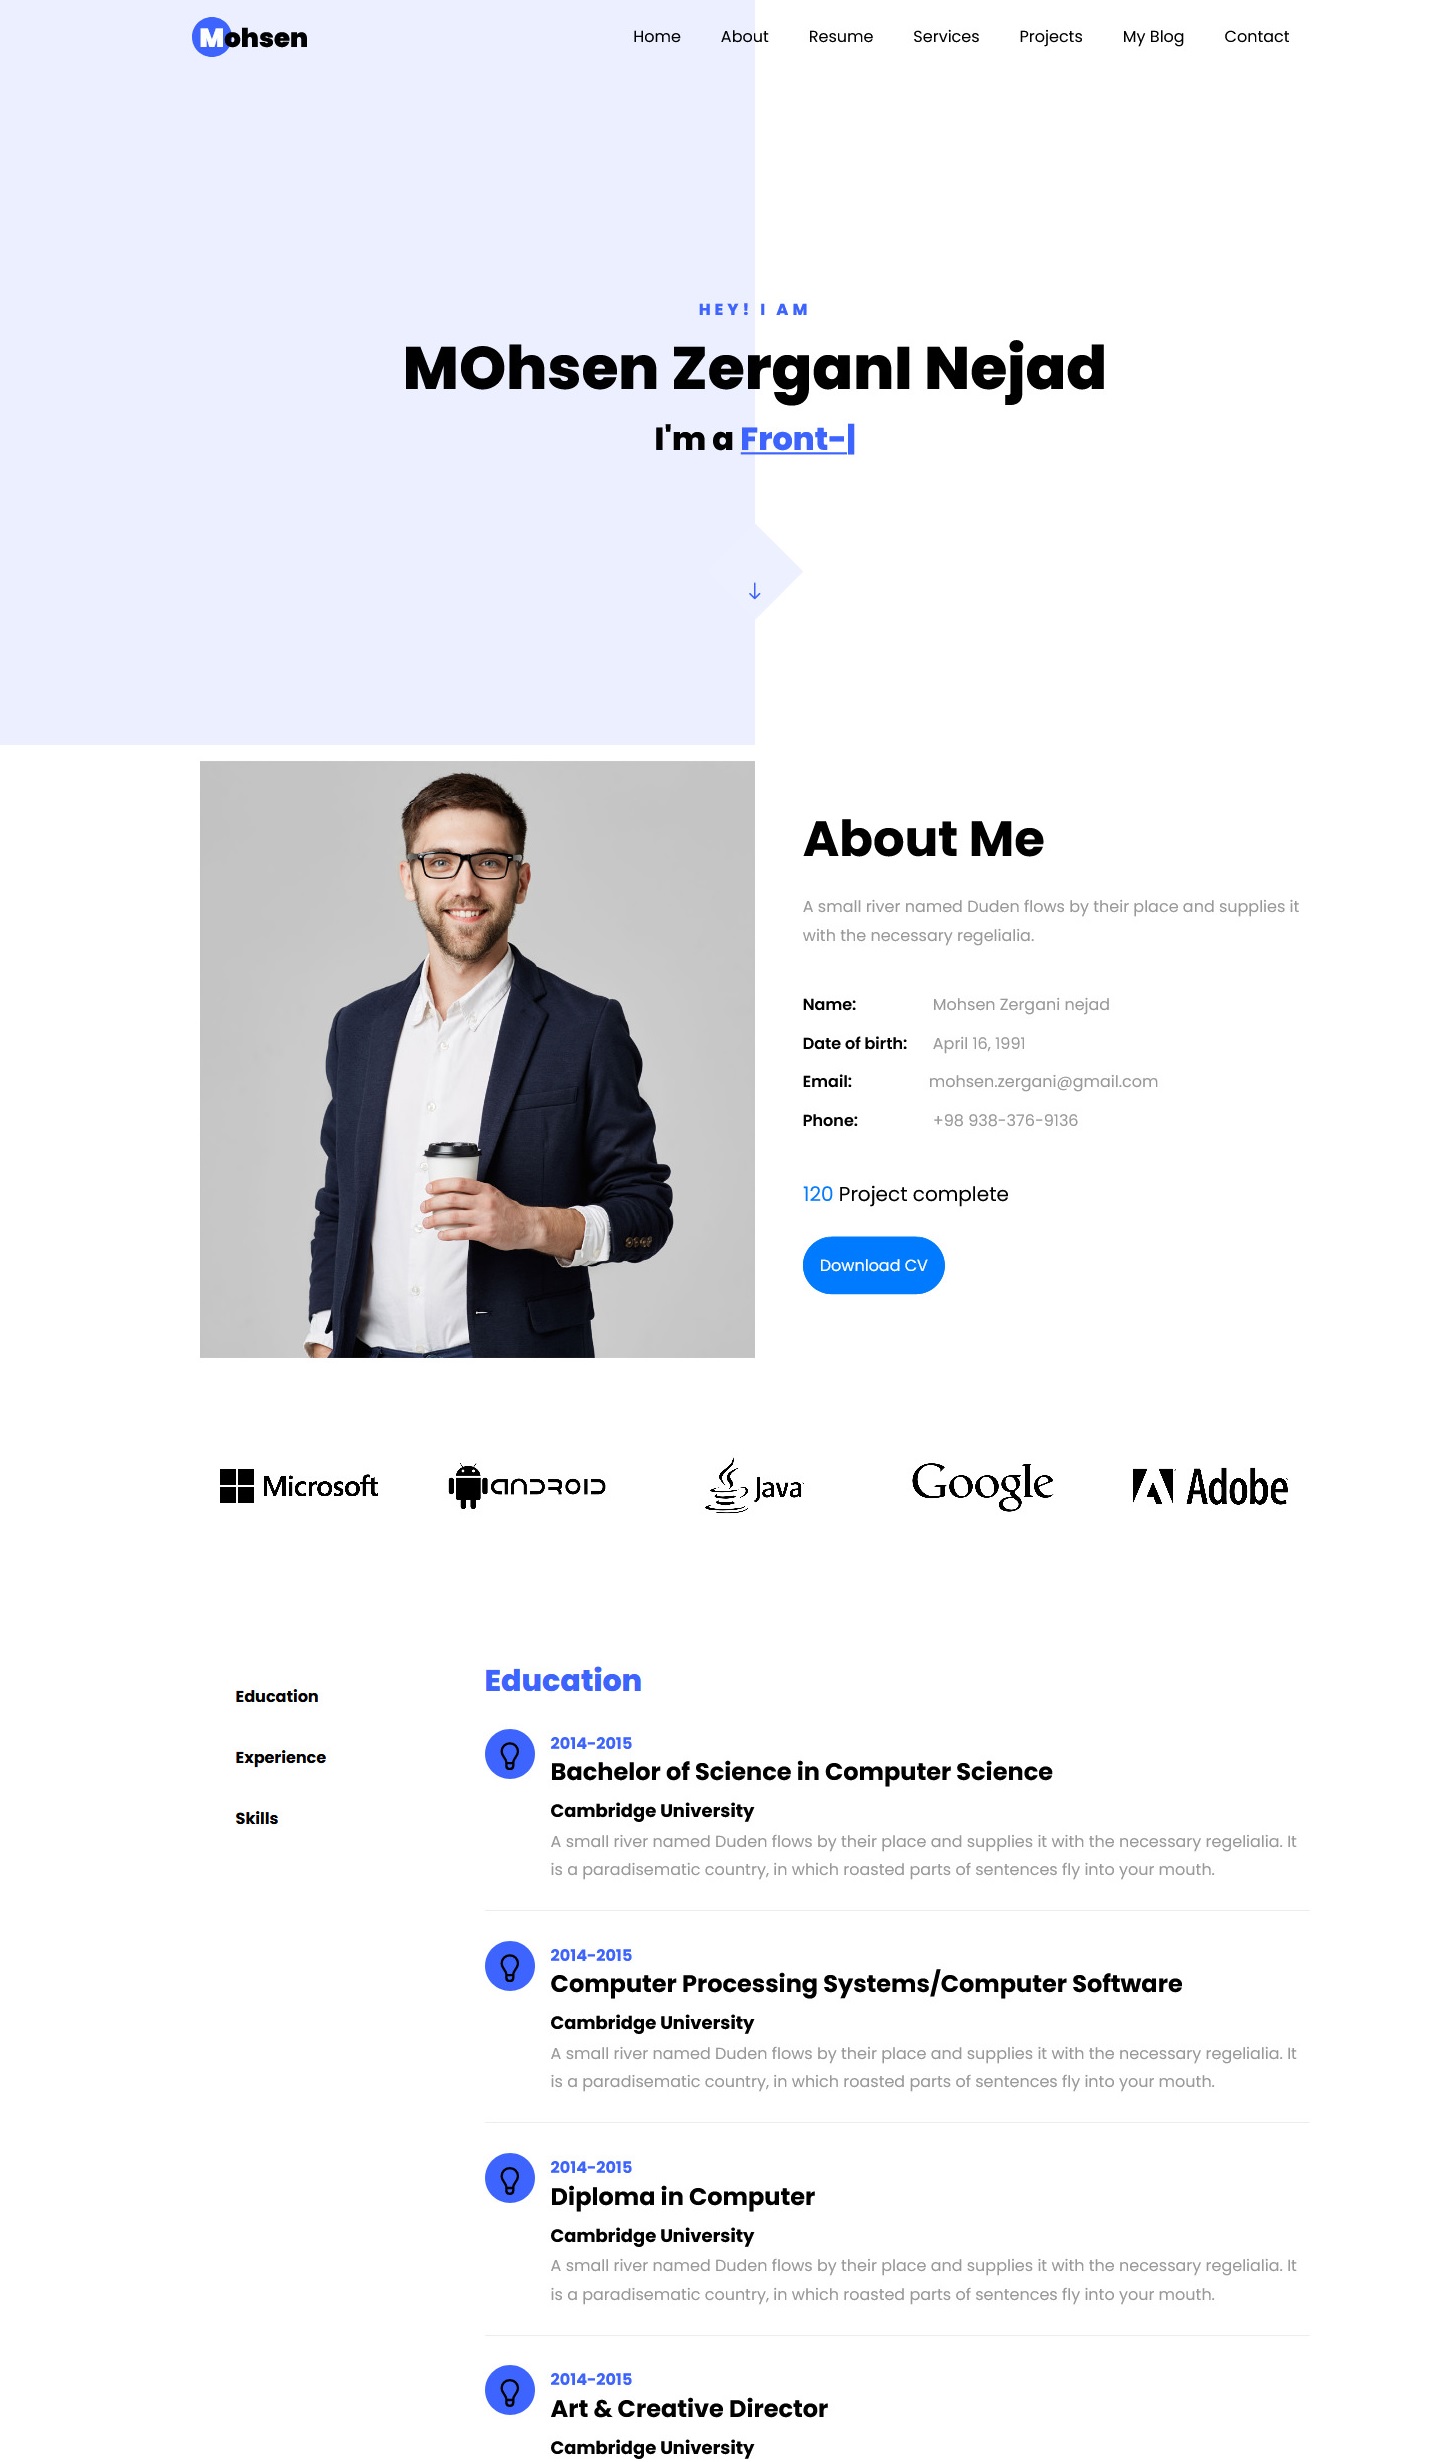 Mohsen
Home About Resume Services Projects My Blog Contact
HEY! I AM
MOhsen ZerganI Nejad
I'm a Front-|
About Me
A small river named Duden flows by their place and supplies it
with the necessary regelialia.
Name: Mohsen Zergani nejad
Date of birth: April 16, 1991
Email: mohsen.zergani@gmail.com
Phone: +98 938-376-9136
120 Project complete
Download CV
Microsoft
ANDROID
Java
Google
Adobe
Education
Experience
Skills
Education
2014-2015
Bachelor of Science in Computer Science
Cambridge University
A small river named Duden flows by their place and supplies it with the necessary regelialia. It
is a paradisematic country, in which roasted parts of sentences fly into your mouth.
2014-2015
Computer Processing Systems/Computer Software
Cambridge University
A small river named Duden flows by their place and supplies it with the necessary regelialia. It
is a paradisematic country, in which roasted parts of sentences fly into your mouth.
2014-2015
Diploma in Computer
Cambridge University
A small river named Duden flows by their place and supplies it with the necessary regelialia. It
is a paradisematic country, in which roasted parts of sentences fly into your mouth.
2014-2015
Art & Creative Director
Cambridge University